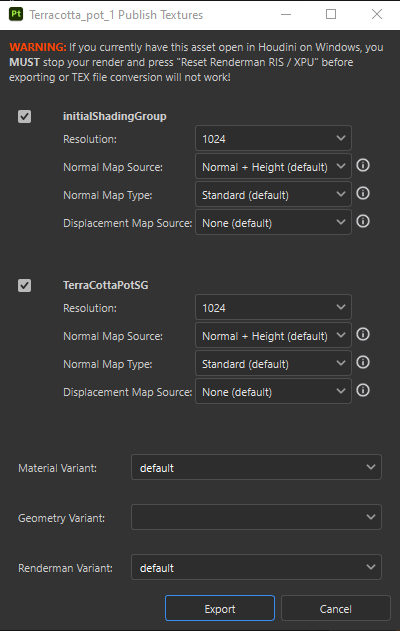 Pt Terracotta_pot_1 Publish Textures
WARNING: If you currently have this asset open in Houdini on Windows, you
MUST stop your render and press "Reset Renderman RIS / XPU" before
exporting or TEX file conversion will not work!
initialShadingGroup
Resolution: 1024
Normal Map Source: Normal + Height (default)
Normal Map Type: Standard (default)
Displacement Map Source: None (default)
TerraCottaPotSG
Resolution: 1024
Normal Map Source: Normal + Height (default)
Normal Map Type: Standard (default)
Displacement Map Source: None (default)
Material Variant: default
Geometry Variant:
Renderman Variant: default
Export Cancel